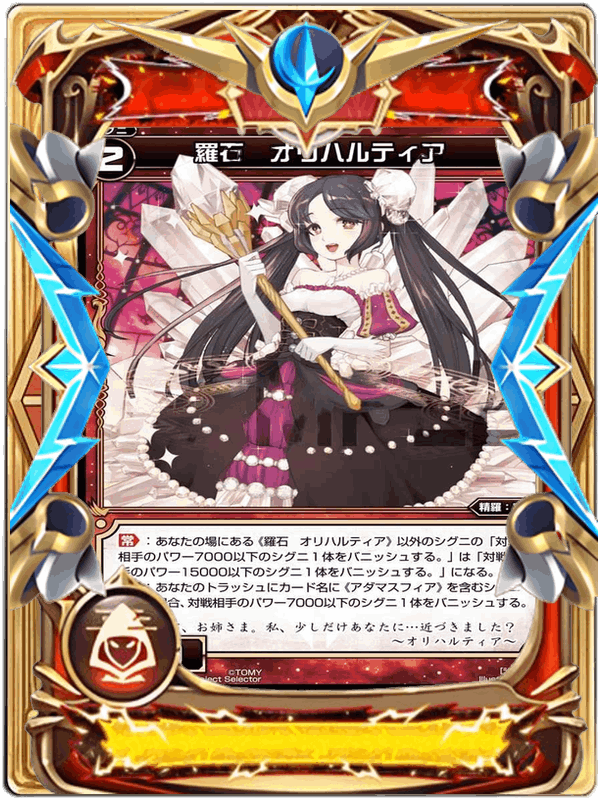 2
羅石　オリハルティア
精羅：
常：あなたの場にある《羅石　オリハルティア》以外のシグニの「対
相手のパワー7000以下のシグニ１体をバニッシュする。」は「対戦
手のパワー15000以下のシグニ１体をバニッシュする。」になる。
：あなたのトラッシュにカード名に《アダマスフィア》を含むシ
合、対戦相手のパワー7000以下のシグニ１体をバニッシュする。
、お姉さま。私、少しだけあなたに…近づきました？
～オリハルティア～
©TOMY
ect Selector
Illus